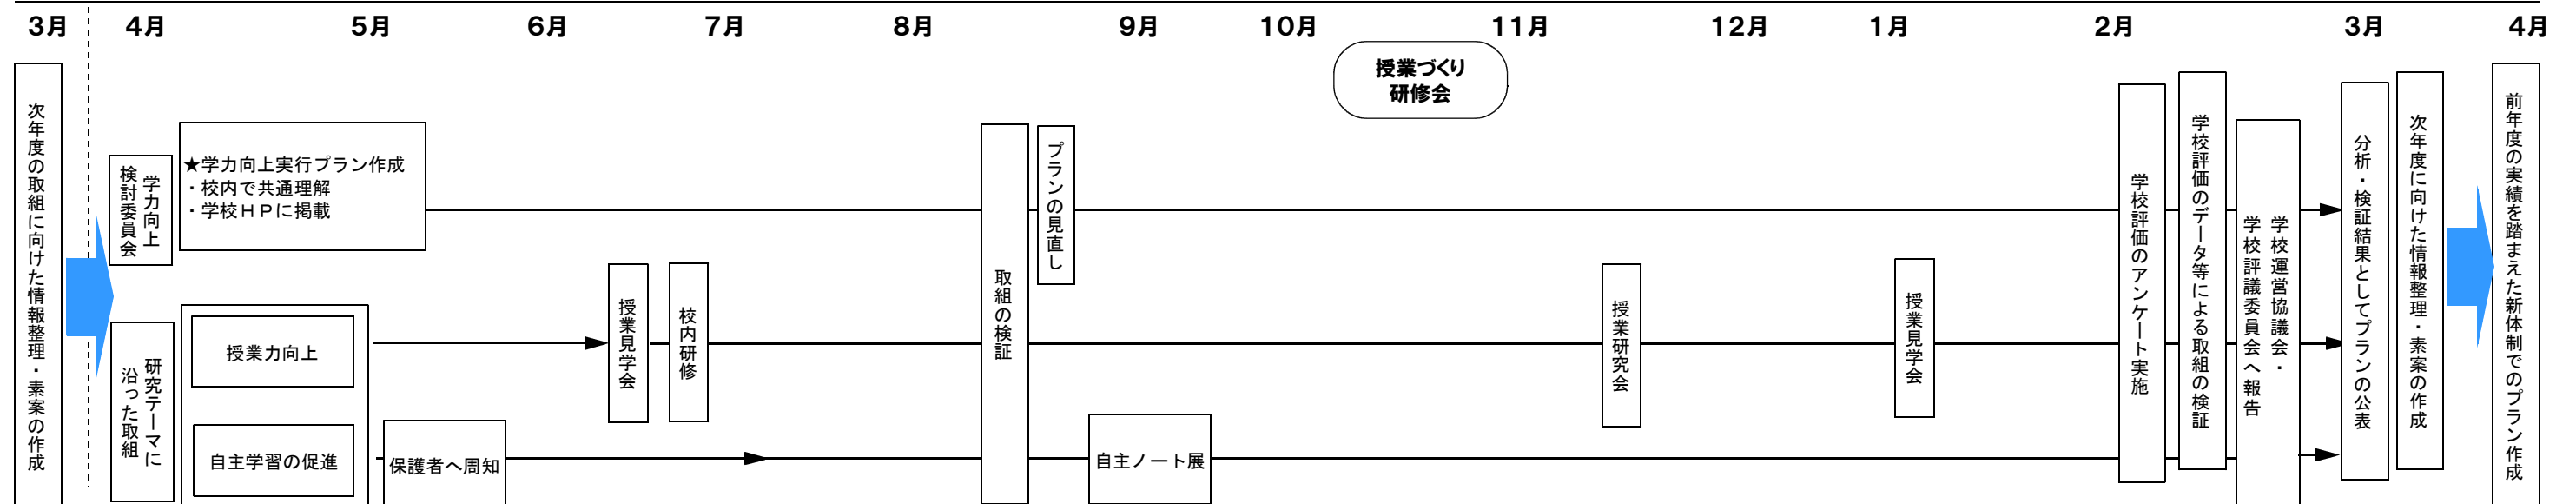 3月
4月
5月
6月
7月
8月
9月
10月
11月
12月
1月
2月
3月
4月
授業づくり
研修会
次年度の取組に向けた情報整理・素案の作成
学力向上
検討委員会
★学力向上実行プラン作成
・校内で共通理解
・学校HPに掲載
研究テーマに
沿った取組
授業力向上
自主学習の促進
保護者へ周知
授業見学会
校内研修
取組の検証
プランの見直し
自主ノート展
授業研究会
授業見学会
学校評価のアンケート実施
学校評価のデータ等による取組の検証
学校運営協議会・
学校評議委員会へ報告
分析・検証結果としてプランの公表
次年度に向けた情報整理・素案の作成
前年度の実績を踏まえた新体制でのプラン作成